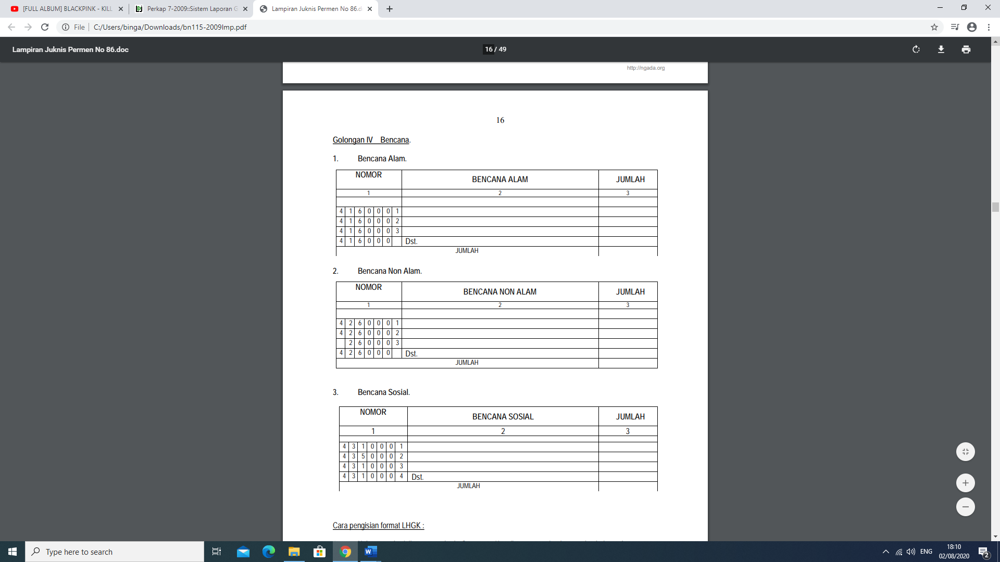 [FULL ALBUM] BLACKPINK - KILL
Perkap 7-2009::Sistem Laporan G
Lampiran Juknis Permen No 86.d
File C:/Users/binga/Downloads/bn115-2009lmp.pdf
Lampiran Juknis Permen No 86.doc
16 / 49
http://ngada.org
16
Golongan IV Bencana.
1. Bencana Alam.
NOMOR BENCANA ALAM JUMLAH
1 2 3
4 1 6 0 0 0 1
4 1 6 0 0 0 2
4 1 6 0 0 0 3
4 1 6 0 0 0 Dst.
JUMLAH
2. Bencana Non Alam.
NOMOR BENCANA NON ALAM JUMLAH
1 2 3
4 2 6 0 0 0 1
4 2 6 0 0 0 2
2 6 0 0 0 3
4 2 6 0 0 0 Dst.
JUMLAH
3. Bencana Sosial.
NOMOR BENCANA SOSIAL JUMLAH
1 2 3
4 3 1 0 0 0 1
4 3 5 0 0 0 2
4 3 1 0 0 0 3
4 3 1 0 0 0 4 Dst.
JUMLAH
Cara pengisian format LHGK :
Type here to search
ENG
18:10
02/08/2020
2